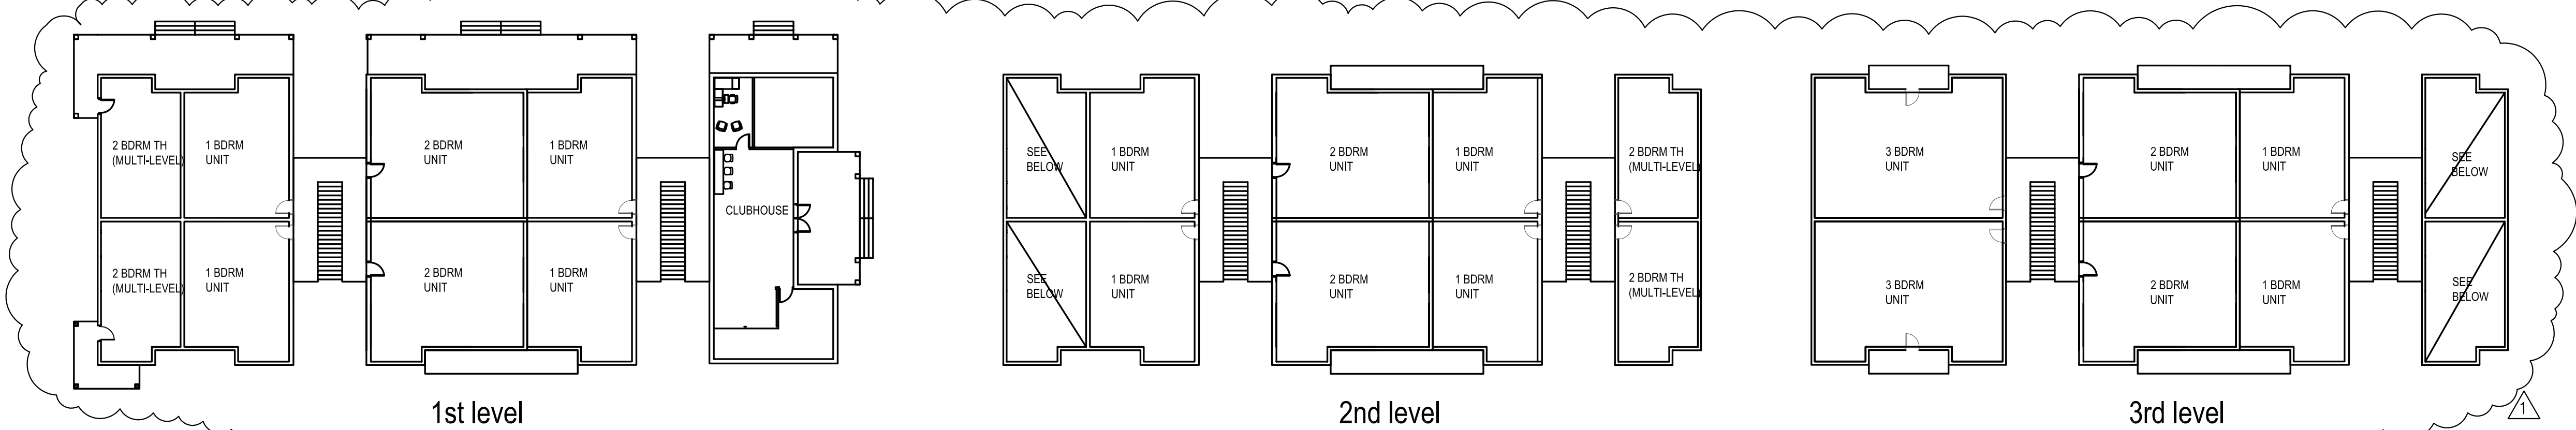 2 BDRM TH
(MULTI-LEVEL)
1 BDRM
UNIT
2 BDRM
UNIT
1 BDRM
UNIT
CLUBHOUSE
2 BDRM TH
(MULTI-LEVEL)
1 BDRM
UNIT
2 BDRM
UNIT
1 BDRM
UNIT
1st level
SEE
BELOW
1 BDRM
UNIT
2 BDRM
UNIT
1 BDRM
UNIT
2 BDRM TH
(MULTI-LEVEL)
SEE
BELOW
1 BDRM
UNIT
2 BDRM
UNIT
1 BDRM
UNIT
2 BDRM TH
(MULTI-LEVEL)
2nd level
3 BDRM
UNIT
2 BDRM
UNIT
1 BDRM
UNIT
SEE
BELOW
3 BDRM
UNIT
2 BDRM
UNIT
1 BDRM
UNIT
SEE
BELOW
3rd level
1